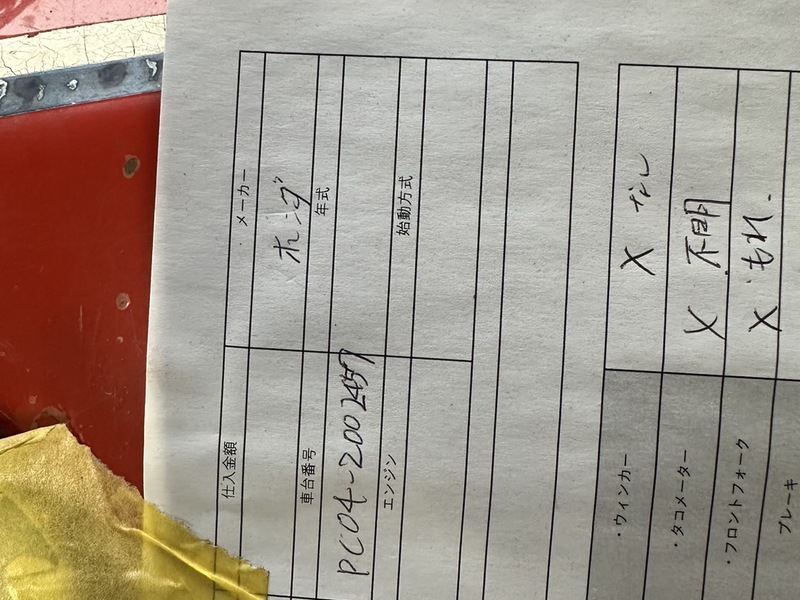 仕入金額 ・メーカー
ホンダ
車台番号 年式
PC04-2002457
エンジン 始動方式
・ウィンカー X なし
・タコメーター X 不明
・フロントフォーク X もれ.
ブレーキ